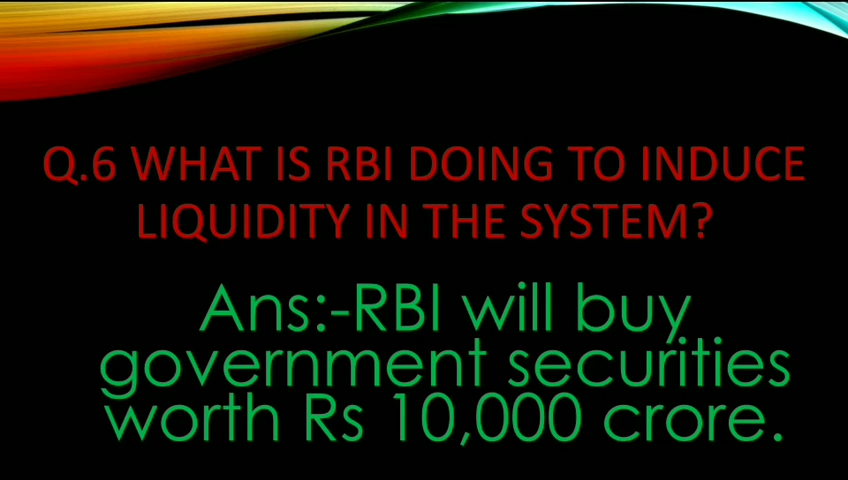 Q.6 WHAT IS RBI DOING TO INDUCE
LIQUIDITY IN THE SYSTEM?
Ans:-RBI will buy
government securities
worth Rs 10,000 crore.